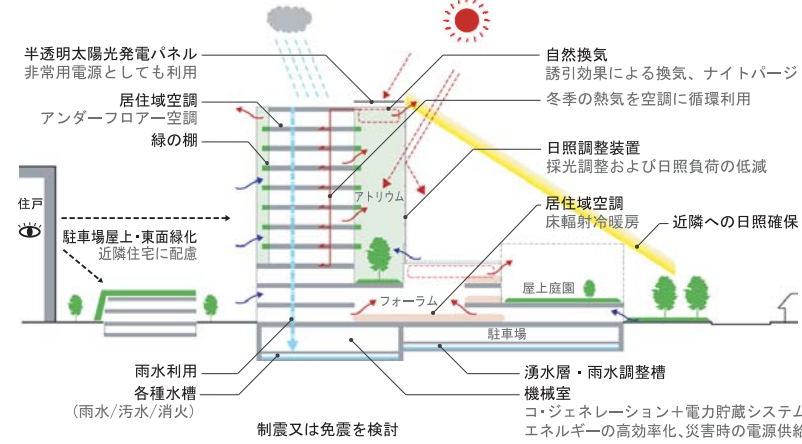 半透明太陽光発電パネル
非常用電源としても利用
居住域空調
アンダーフロアー空調
緑の棚
住戸
駐車場屋上・東面緑化
近隣住宅に配慮
自然換気
誘引効果による換気、ナイトパージ
冬季の熱気を空調に循環利用
日照調整装置
採光調整および日照負荷の低減
アトリウム
居住域空調
床輻射冷暖房
近隣への日照確保
屋上庭園
フォーラム
駐車場
雨水利用
各種水槽
(雨水/汚水/消火)
湧水層・雨水調整槽
機械室
コ・ジェネレーション+電力貯蔵システム
エネルギーの高効率化、災害時の電源供給
制震又は免震を検討